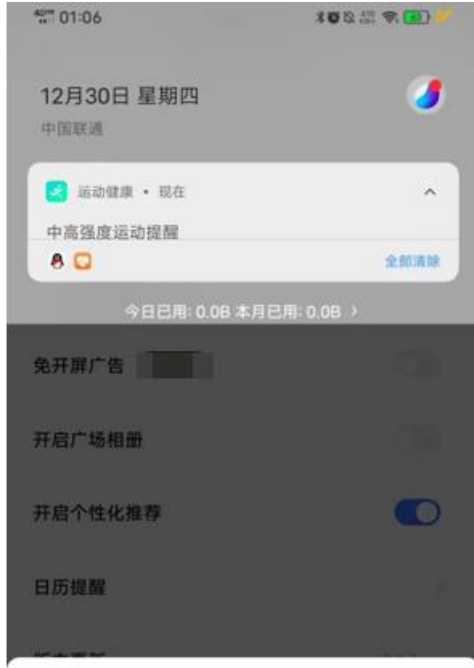 01:06
12月30日 星期四
中国联通
运动健康 • 现在
中高强度运动提醒
全部清除
今日已用: 0.0B 本月已用: 0.0B
免开屏广告
开启广场相册
开启个性化推荐
日历提醒